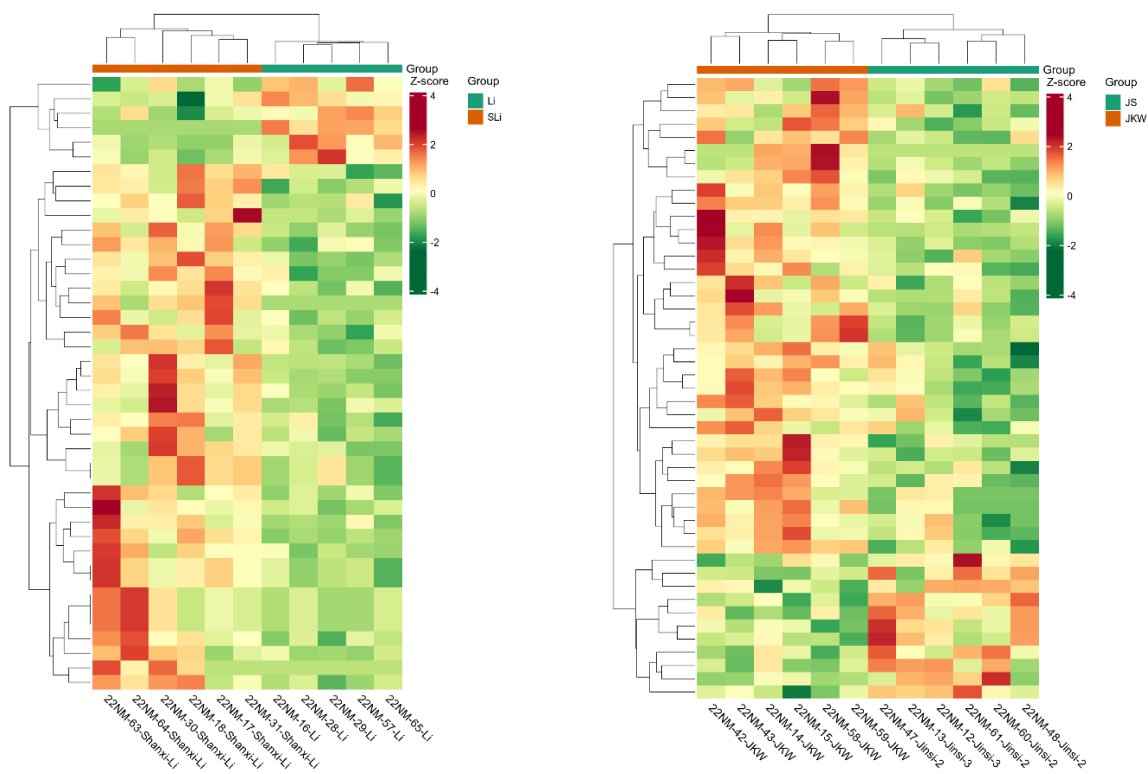 Group
Z-score
4
2
0
-2
-4
Group
Li
SLi
22NM-63-Shanxi-Li
22NM-64-Shanxi-Li
22NM-30-Shanxi-Li
22NM-18-Shanxi-Li
22NM-17-Shanxi-Li
22NM-31-Shanxi-Li
22NM-16-Li
22NM-28-Li
22NM-29-Li
22NM-57-Li
22NM-65-Li
Group
Z-score
4
2
0
-2
-4
Group
JS
JKW
22NM-42-JKW
22NM-43-JKW
22NM-14-JKW
22NM-15-JKW
22NM-58-JKW
22NM-59-JKW
22NM-47-Jinsi-2
22NM-13-Jinsi-3
22NM-12-Jinsi-3
22NM-61-Jinsi-2
22NM-60-Jinsi-2
22NM-48-Jinsi-2